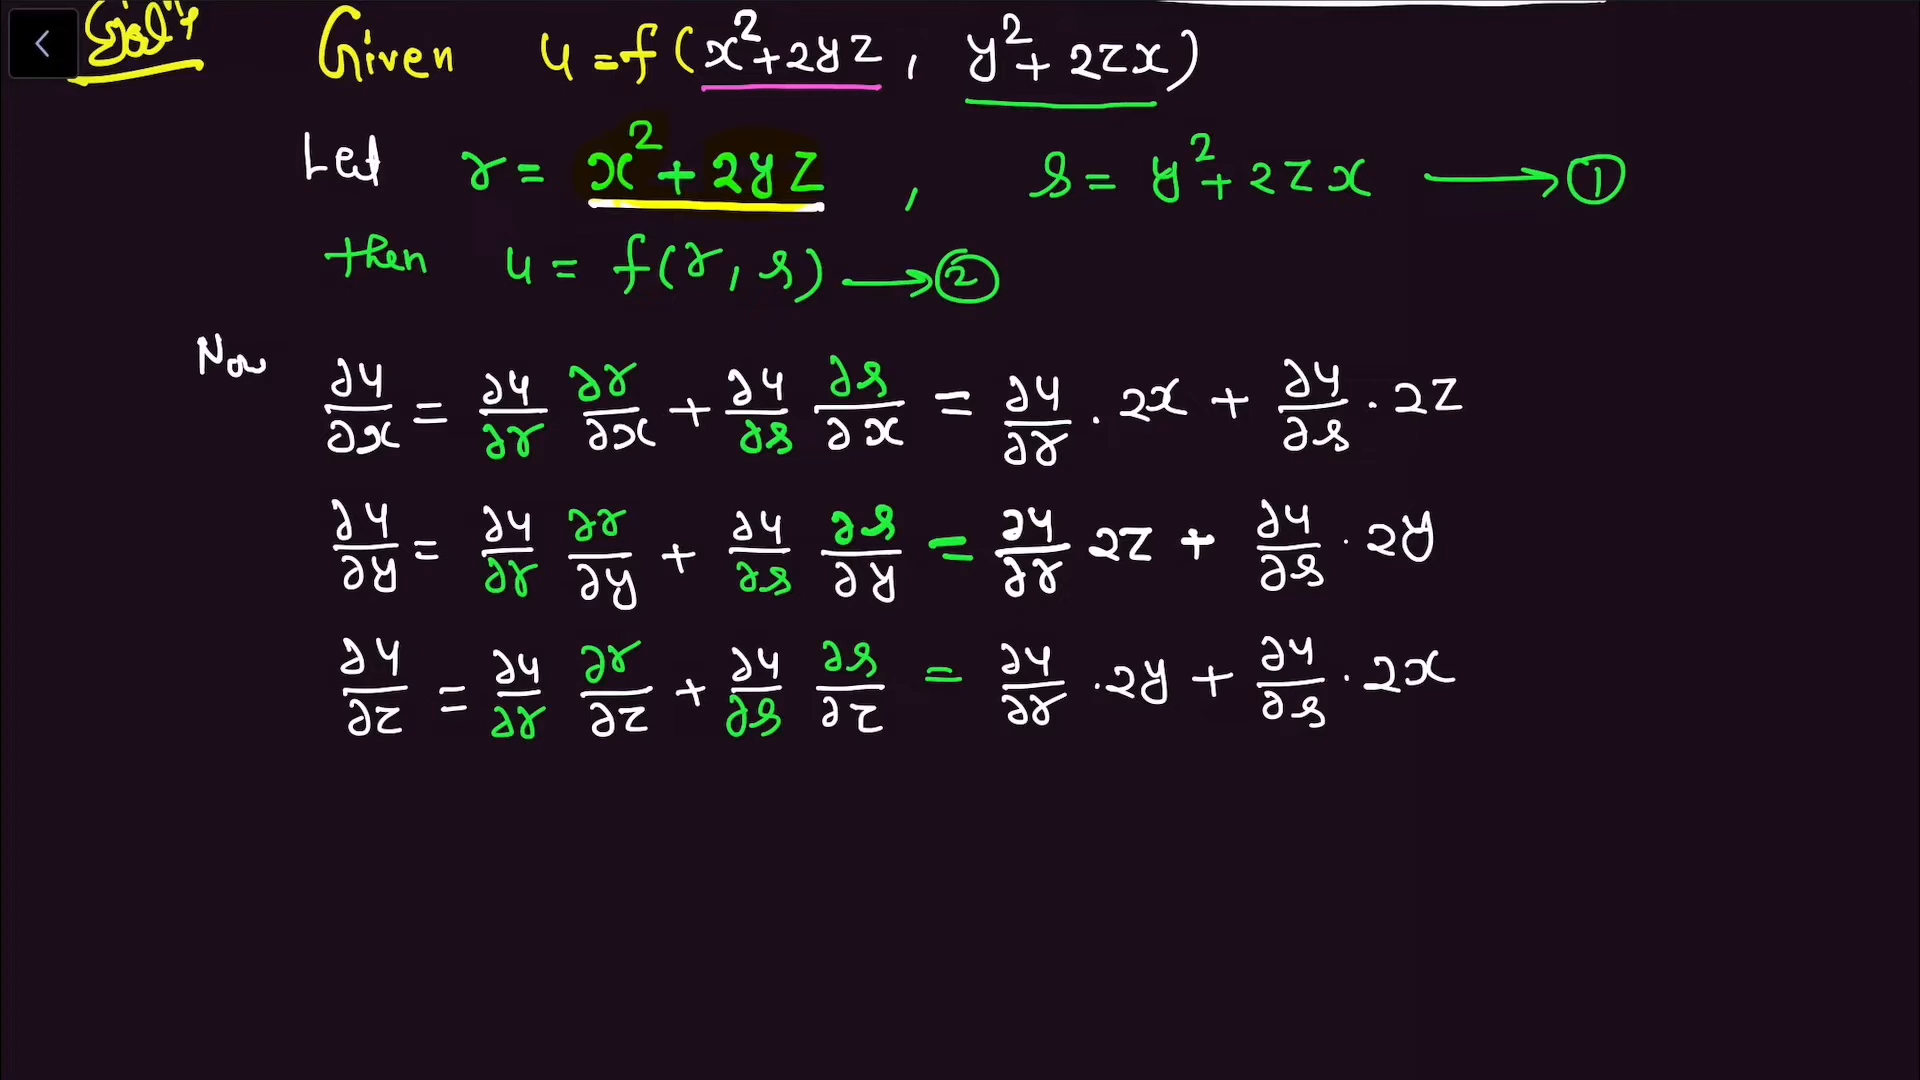 Solⁿ Given u = f(x²+2yz, y²+2zx)
Let r = x²+2yz, s = y²+2zx → ①
then u = f(r, s) → ②
Now ∂u/∂x = ∂u/∂r ∂r/∂x + ∂u/∂s ∂s/∂x = ∂u/∂r · 2x + ∂u/∂s · 2z
∂u/∂y = ∂u/∂r ∂r/∂y + ∂u/∂s ∂s/∂y = ∂u/∂r 2z + ∂u/∂s · 2y
∂u/∂z = ∂u/∂r ∂r/∂z + ∂u/∂s ∂s/∂z = ∂u/∂r · 2y + ∂u/∂s · 2x